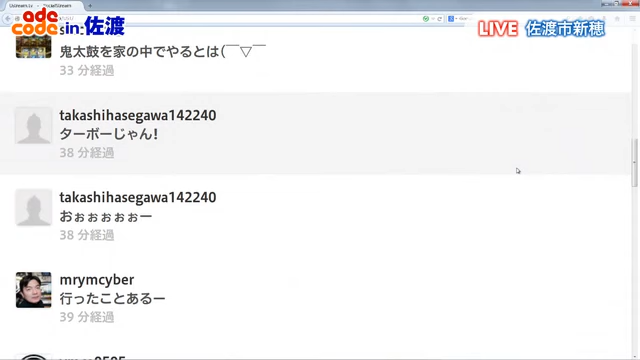 ade
code in 佐渡
LIVE 佐渡市新穂
鬼太鼓を家の中でやるとは(￣▽￣
33 分経過
takashihasegawa142240
ターボーじゃん!
38 分経過
takashihasegawa142240
おぉぉぉぉぉー
38 分経過
mrymcyber
行ったことあるー
39 分経過